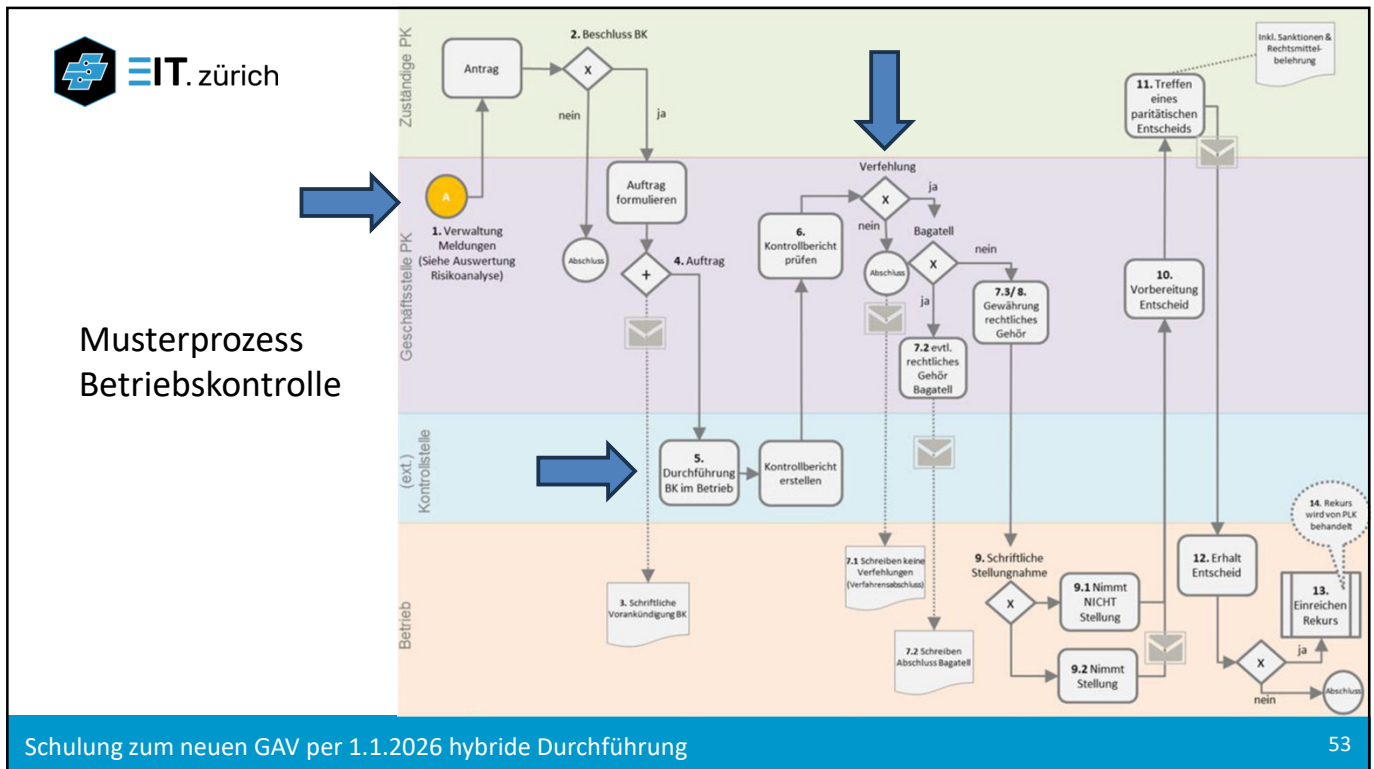 EIT. zürich
Musterprozess
Betriebskontrolle
Zuständige PK
Antrag
2. Beschluss BK
X
nein
ja
11. Treffen
eines
paritätischen
Entscheids
Inkl. Sanktionen &
Rechtsmittel-
belehrung
Geschäftsstelle PK
A
1. Verwaltung
Meldungen
(Siehe Auswertung
Risikoanalyse)
Abschluss
Auftrag
formulieren
+
4. Auftrag
6.
Kontrollbericht
prüfen
Verfehlung
X
ja
nein
Abschluss
Bagatell
X
nein
ja
7.2 evtl.
rechtliches
Gehör
Bagatell
7.3/ 8.
Gewährung
rechtliches
Gehör
10.
Vorbereitung
Entscheid
(ext.)
Kontrollstelle
5.
Durchführung
BK im Betrieb
Kontrollbericht
erstellen
Betrieb
3. Schriftliche
Vorankündigung BK
7.1 Schreiben keine
Verfehlungen
(Verfahrensabschluss)
7.2 Schreiben
Abschluss Bagatell
9. Schriftliche
Stellungnahme
X
9.1 Nimmt
NICHT
Stellung
9.2 Nimmt
Stellung
12. Erhalt
Entscheid
X
ja
nein
13.
Einreichen
Rekurs
14. Rekurs
wird von PLK
behandelt
Abschluss
Schulung zum neuen GAV per 1.1.2026 hybride Durchführung
53